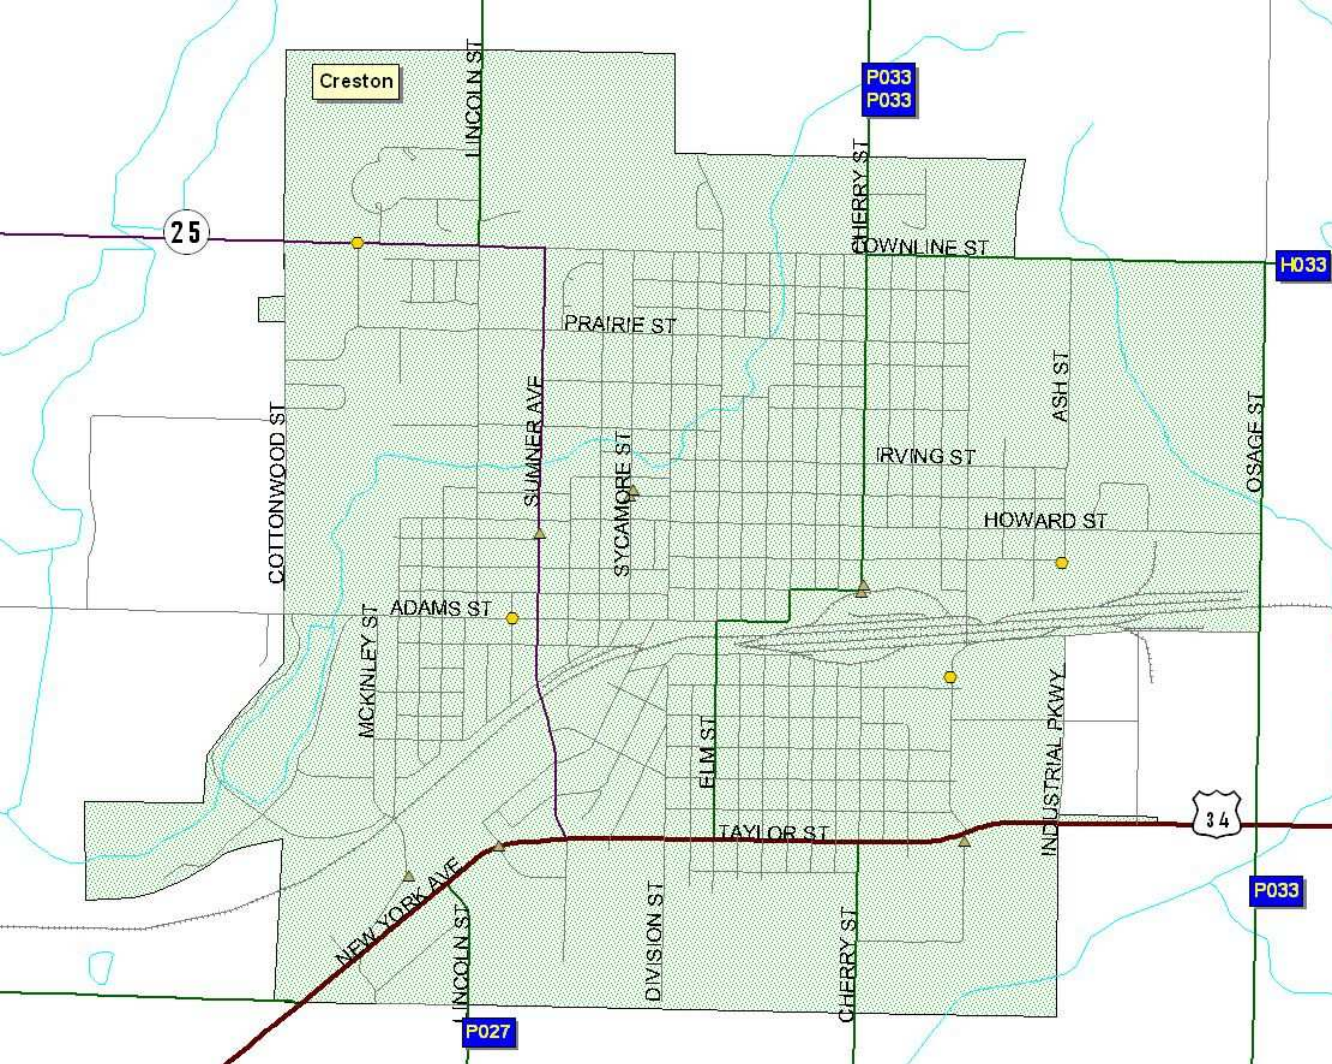 LINCOLN ST
Creston
P033
P033
CHERRY ST
25
TOWNLINE ST
H033
PRAIRIE ST
ASH ST
SUMNER AVE
OSAGE ST
COTTONWOOD ST
SYCAMORE ST
IRVING ST
HOWARD ST
ADAMS ST
MCKINLEY ST
INDUSTRIAL PKWY
ELM ST
34
TAYLOR ST
NEW YORK AVE
P033
LINCOLN ST
DIVISION ST
CHERRY ST
P027